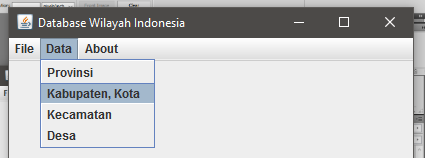 Database Wilayah Indonesia
File Data About
Provinsi
Kabupaten, Kota
Kecamatan
Desa